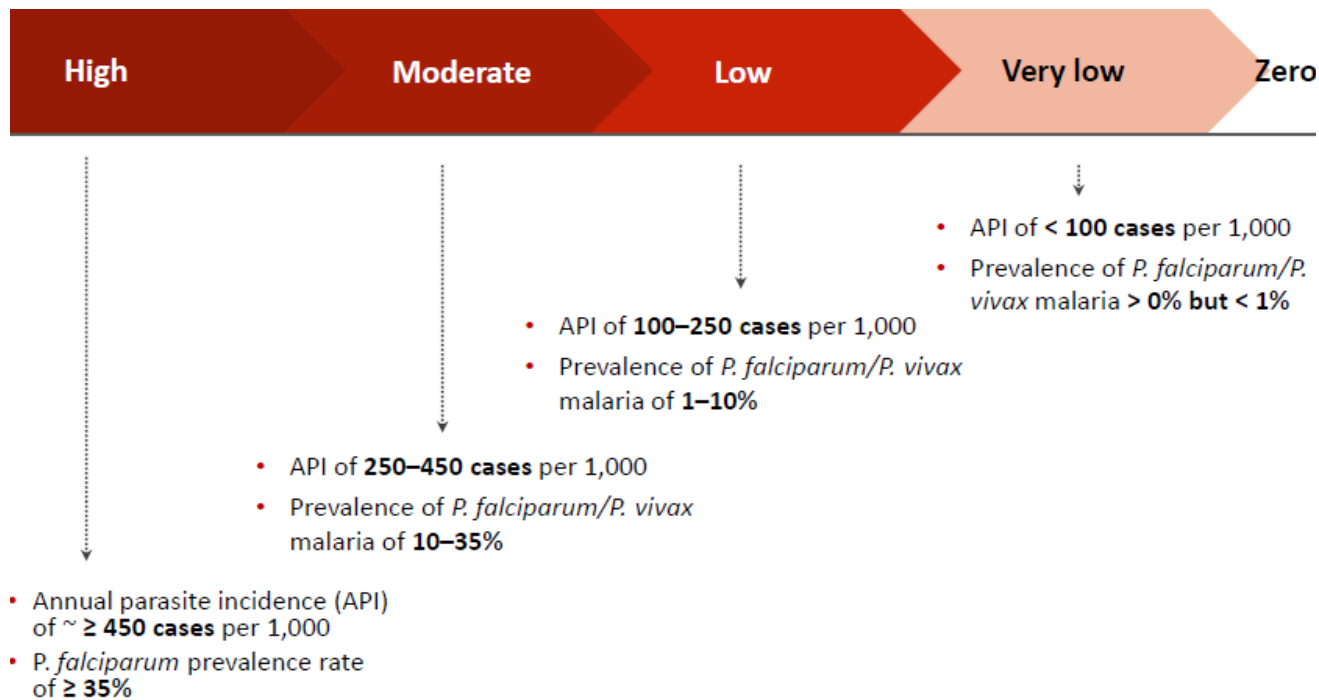 High
Moderate
Low
Very low
Zero
• API of < 100 cases per 1,000
• Prevalence of P. falciparum/P.
vivax malaria > 0% but < 1%
• API of 100–250 cases per 1,000
• Prevalence of P. falciparum/P. vivax
malaria of 1–10%
• API of 250–450 cases per 1,000
• Prevalence of P. falciparum/P. vivax
malaria of 10–35%
• Annual parasite incidence (API)
of ~ ≥ 450 cases per 1,000
• P. falciparum prevalence rate
of ≥ 35%